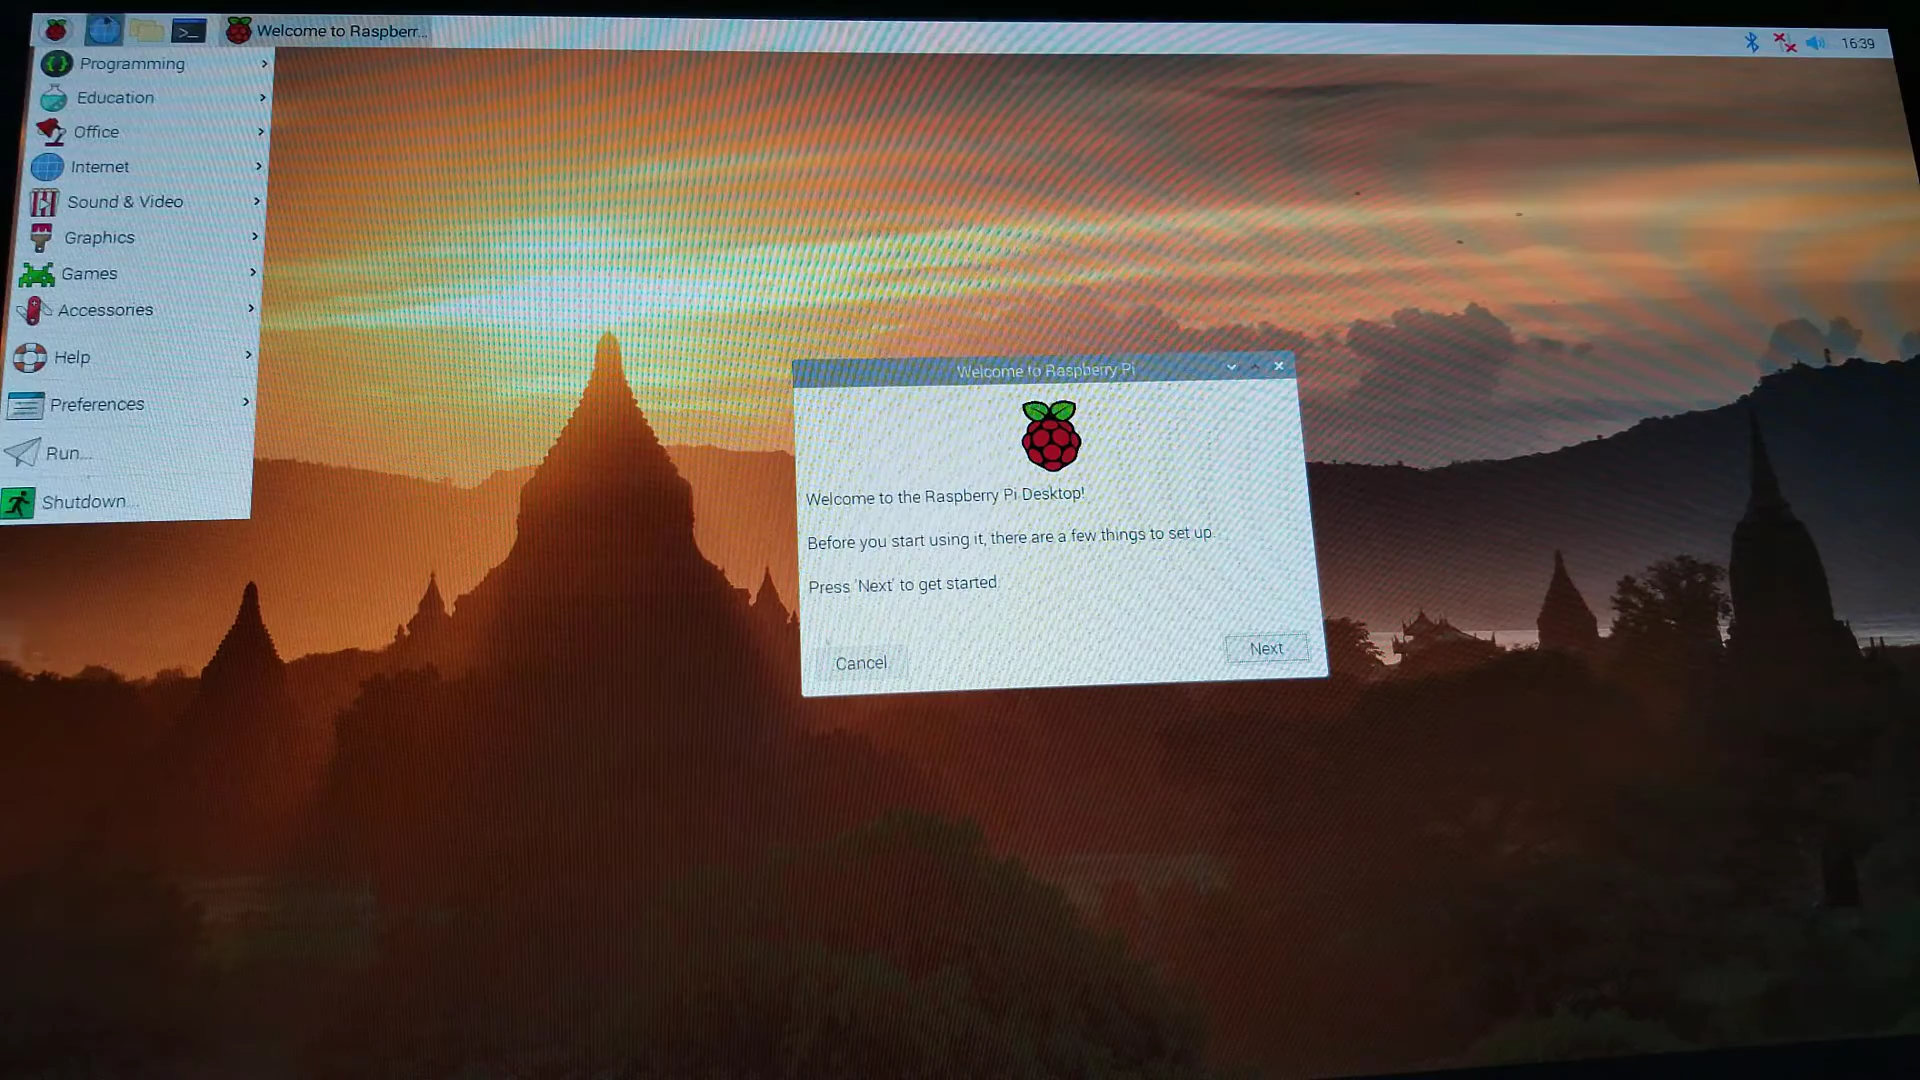 Welcome to Raspberr...
16:39
Programming
Education
Office
Internet
Sound & Video
Graphics
Games
Accessories
Help
Preferences
Run...
Shutdown...
Welcome to Raspberry Pi
Welcome to the Raspberry Pi Desktop!
Before you start using it, there are a few things to set up.
Press 'Next' to get started.
Cancel
Next